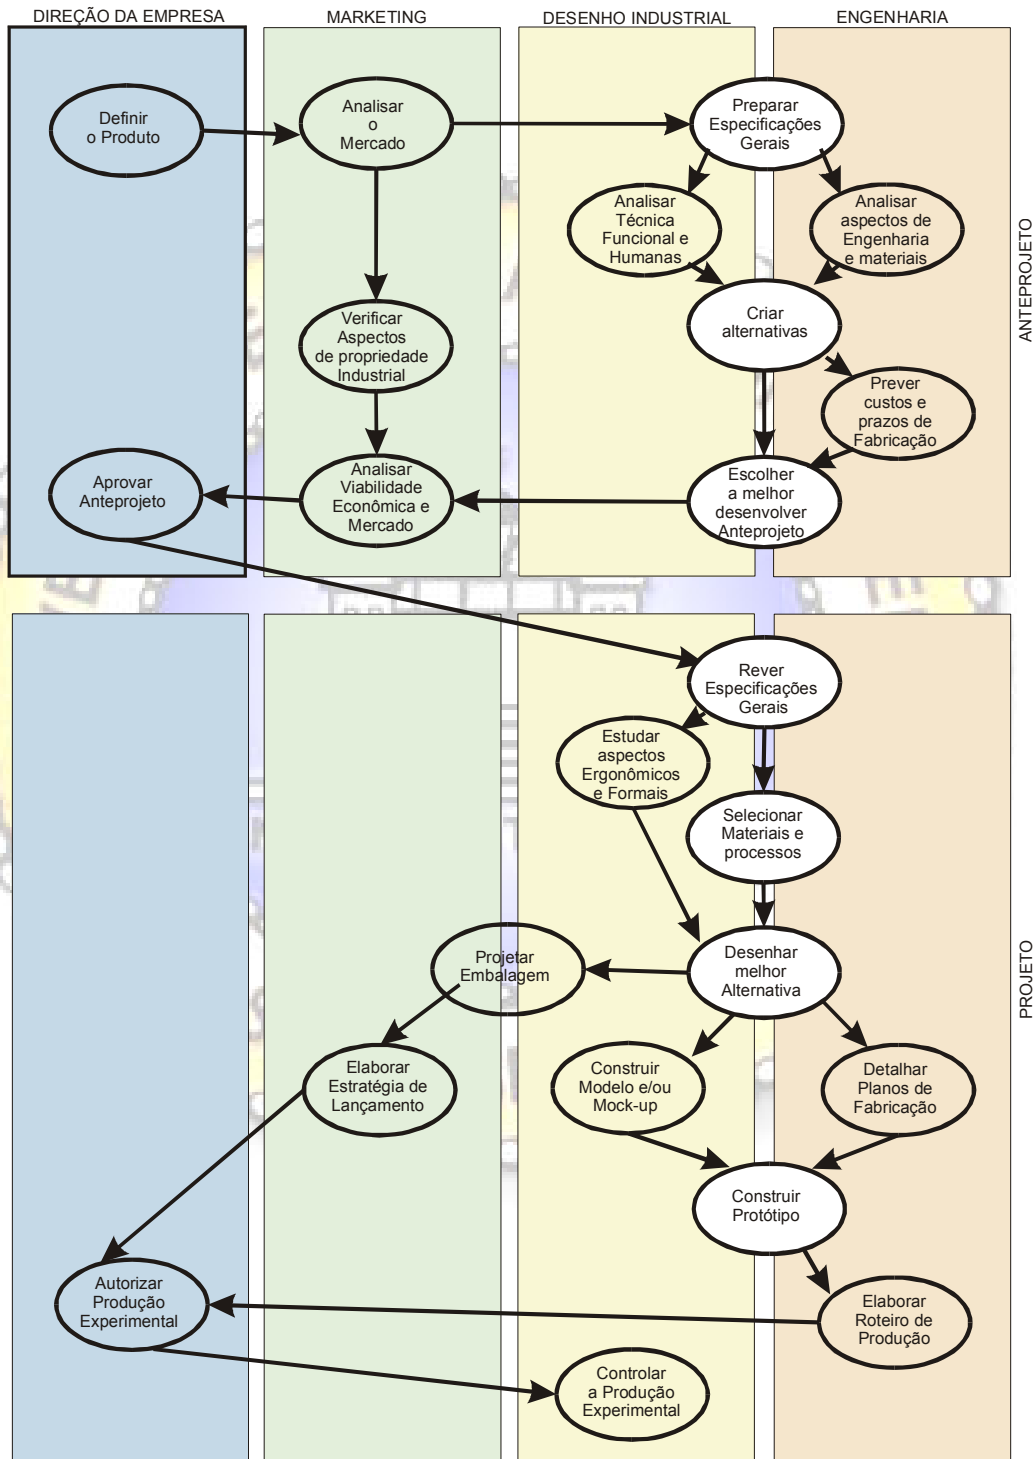 DIREÇÃO DA EMPRESA
MARKETING
DESENHO INDUSTRIAL
ENGENHARIA
Definir
o Produto
Analisar
o
Mercado
Preparar
Especificações
Gerais
Analisar
Técnica
Funcional e
Humanas
Analisar
aspectos de
Engenharia
e materiais
ANTEPROJETO
Criar
alternativas
Verificar
Aspectos
de propriedade
Industrial
Prever
custos e
prazos de
Fabricação
Aprovar
Anteprojeto
Analisar
Viabilidade
Econômica e
Mercado
Escolher
a melhor
desenvolver
Anteprojeto
Rever
Especificações
Gerais
Estudar
aspectos
Ergonômicos
e Formais
Selecionar
Materiais e
processos
Projetar
Embalagem
Desenhar
melhor
Alternativa
PROJETO
Elaborar
Estratégia de
Lançamento
Construir
Modelo e/ou
Mock-up
Detalhar
Planos de
Fabricação
Construir
Protótipo
Autorizar
Produção
Experimental
Elaborar
Roteiro de
Produção
Controlar
a Produção
Experimental